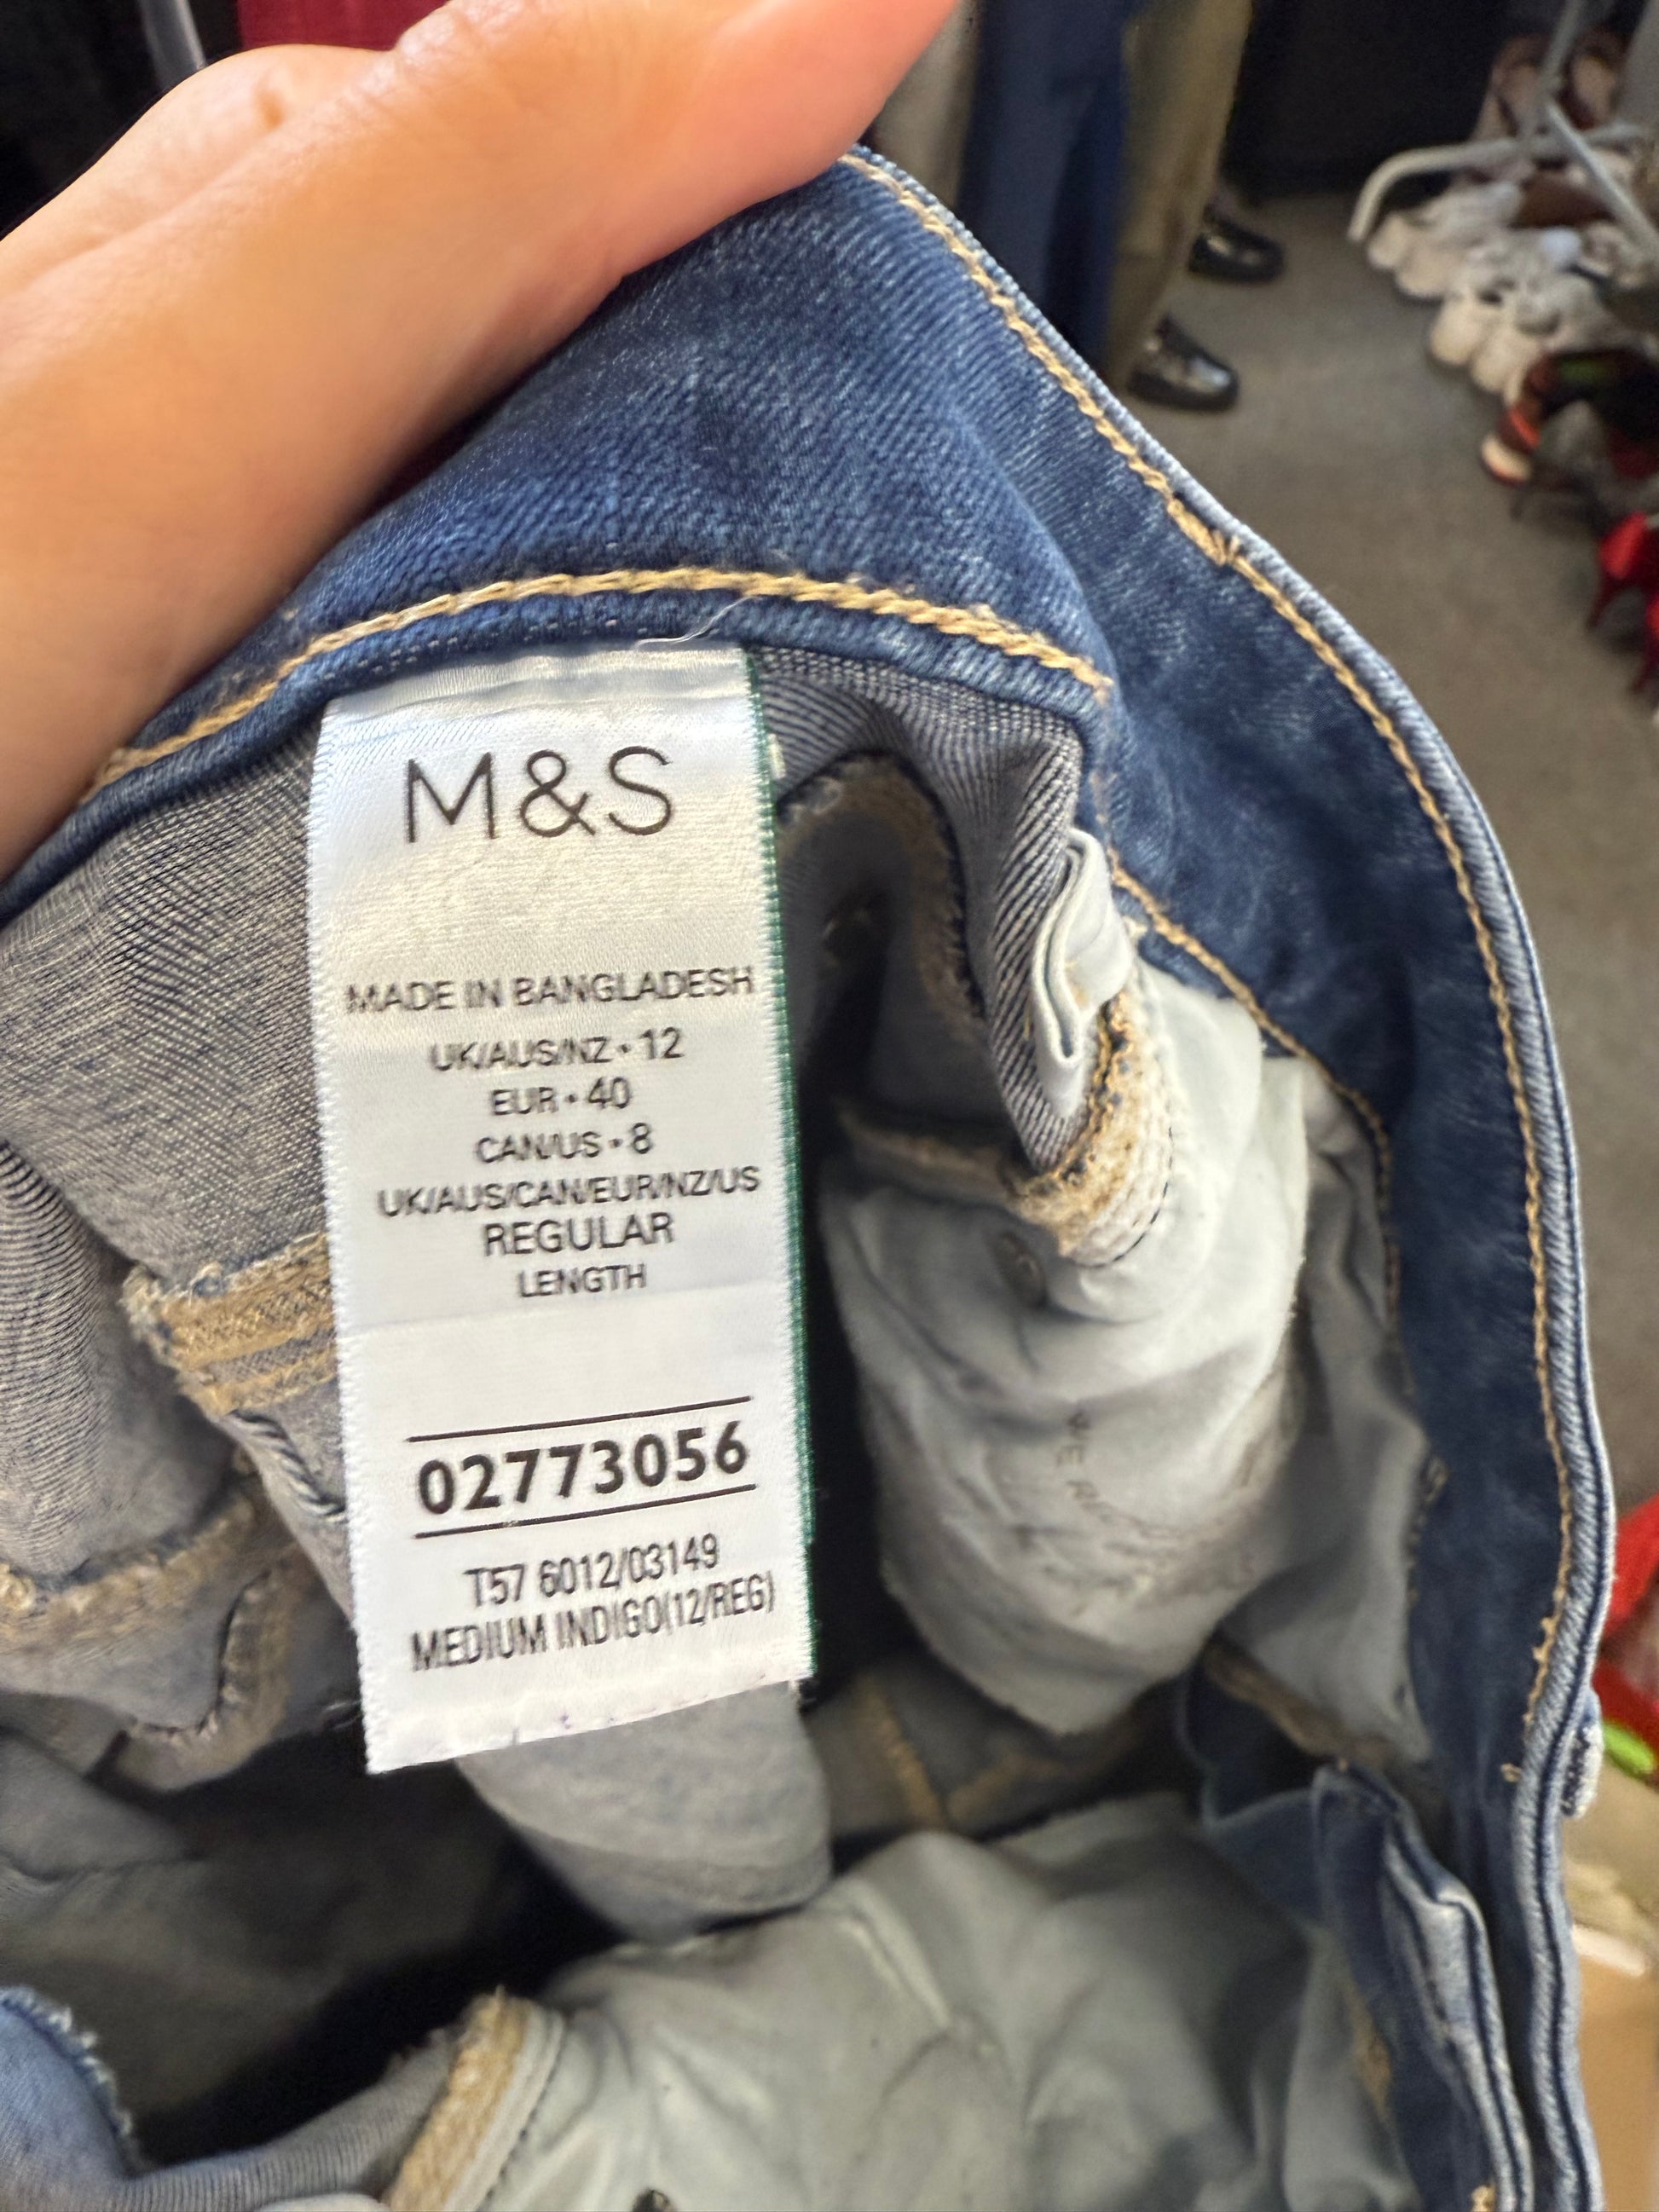 M&S
MADE IN BANGLADESH
UK/AUS/NZ • 12
EUR • 40
CAN/US • 8
UK/AUS/CAN/EUR/NZ/US
REGULAR
LENGTH
02773056
T57 6012/03149
MEDIUM INDIGO(12/REG)